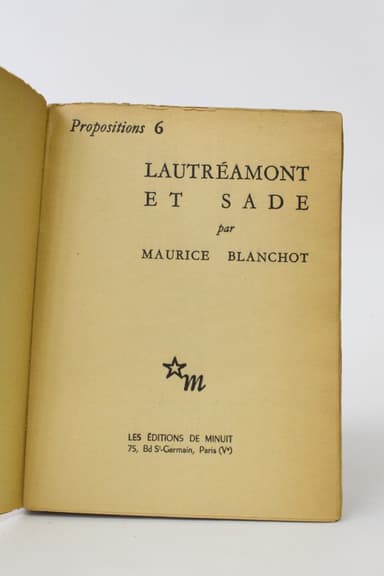 Propositions 6
LAUTRÉAMONT
ET SADE
par
MAURICE BLANCHOT
m
LES ÉDITIONS DE MINUIT
75, Bd St-Germain, Paris (Ve)